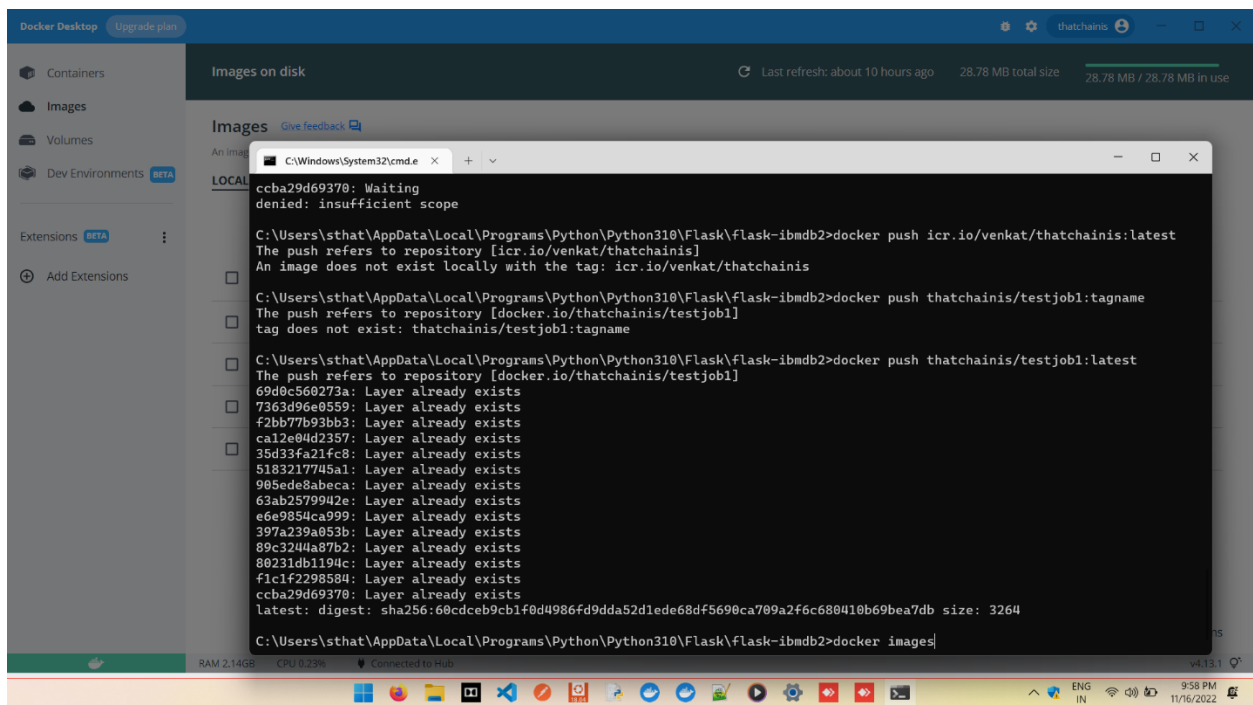 Docker Desktop Upgrade plan thatchainis
Containers
Images
Volumes
Dev Environments BETA
Extensions BETA
Add Extensions
Images on disk
Last refresh: about 10 hours ago 28.78 MB total size 28.78 MB / 28.78 MB in use
Images Give feedback
An imag
LOCAL
C:\Windows\System32\cmd.e
ccba29d69370: Waiting
denied: insufficient scope
C:\Users\sthat\AppData\Local\Programs\Python\Python310\Flask\flask-ibmdb2>docker push icr.io/venkat/thatchainis:latest
The push refers to repository [icr.io/venkat/thatchainis]
An image does not exist locally with the tag: icr.io/venkat/thatchainis
C:\Users\sthat\AppData\Local\Programs\Python\Python310\Flask\flask-ibmdb2>docker push thatchainis/testjob1:tagname
The push refers to repository [docker.io/thatchainis/testjob1]
tag does not exist: thatchainis/testjob1:tagname
C:\Users\sthat\AppData\Local\Programs\Python\Python310\Flask\flask-ibmdb2>docker push thatchainis/testjob1:latest
The push refers to repository [docker.io/thatchainis/testjob1]
69d0c560273a: Layer already exists
7363d96e0559: Layer already exists
f2bb77b93bb3: Layer already exists
ca12e04d2357: Layer already exists
35d33fa21fc8: Layer already exists
5183217745a1: Layer already exists
905ede8abeca: Layer already exists
63ab2579942e: Layer already exists
e6e9854ca999: Layer already exists
397a239a053b: Layer already exists
89c3244a87b2: Layer already exists
80231db1194c: Layer already exists
f1c1f2298584: Layer already exists
ccba29d69370: Layer already exists
latest: digest: sha256:60cdceb9cb1f0d4986fd9dda52d1ede68df5690ca709a2f6c680410b69bea7db size: 3264
C:\Users\sthat\AppData\Local\Programs\Python\Python310\Flask\flask-ibmdb2>docker images
ns
RAM 2.14GB CPU 0.23% Connected to Hub v4.13.1
ENG
IN
9:58 PM
11/16/2022